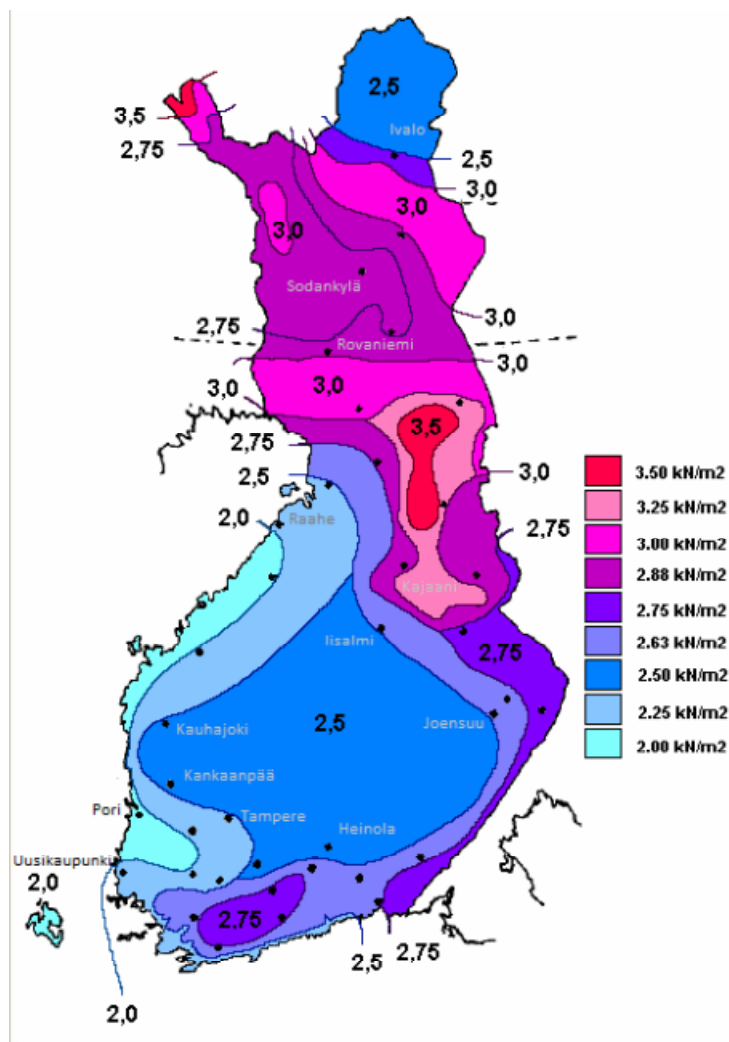 2,5
Ivalo
3,5
2,75
2,5
3,0
3,0
3,0
Sodankylä
2,75
3,0
Rovaniemi
3,0
3,0
3,0
2,75
3,5
2,5
3,0
2,0
Raahe
2,75
Kajaani
Iisalmi
2,75
2,5
Kauhajoki
Joensuu
Kankaanpää
Pori
Tampere
Heinola
Uusikaupunki
2,0
2,75
2,5
2,75
2,0
3.50 kN/m2
3.25 kN/m2
3.00 kN/m2
2.88 kN/m2
2.75 kN/m2
2.63 kN/m2
2.50 kN/m2
2.25 kN/m2
2.00 kN/m2